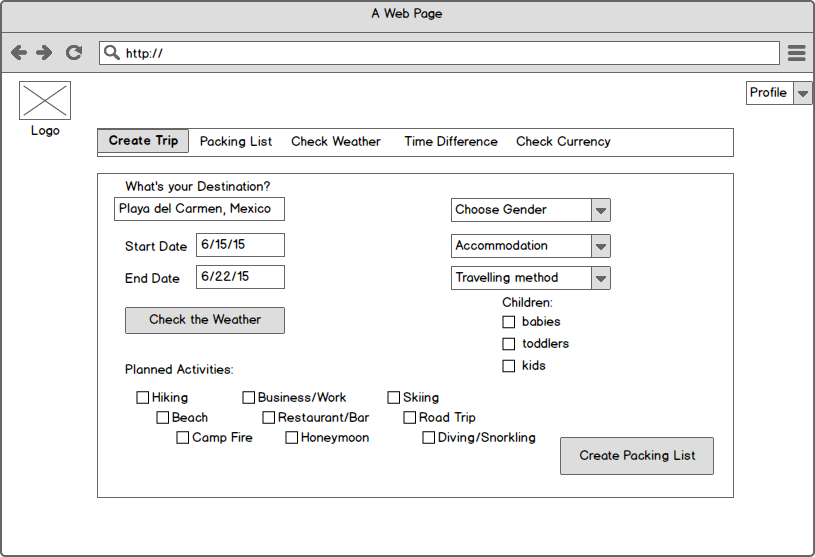 A Web Page
http://
Profile
Logo
Create Trip Packing List Check Weather Time Difference Check Currency
What's your Destination?
Playa del Carmen, Mexico
Choose Gender
Start Date 6/15/15
Accommodation
End Date 6/22/15
Travelling method
Children:
Check the Weather
babies
toddlers
kids
Planned Activities:
Hiking Business/Work Skiing
Beach Restaurant/Bar Road Trip
Camp Fire Honeymoon Diving/Snorkling
Create Packing List